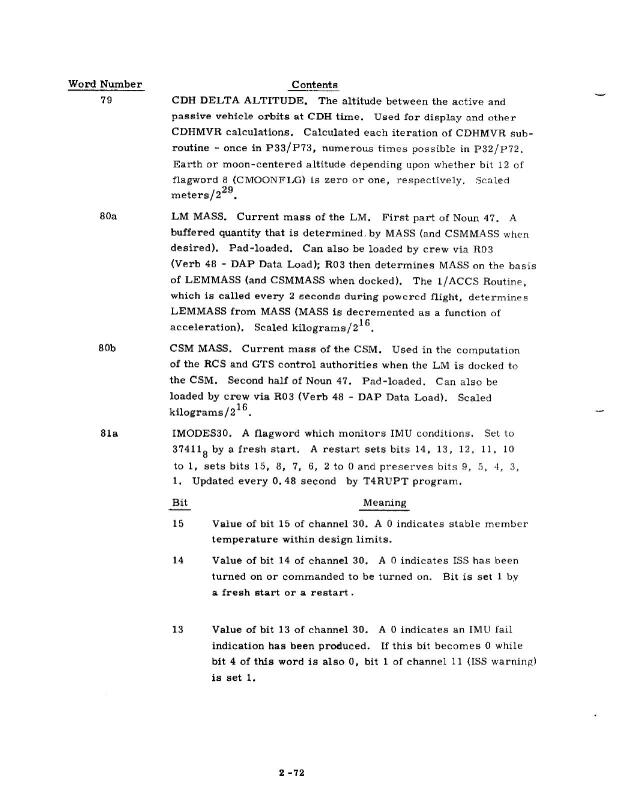 Word Number Contents
79 CDH DELTA ALTITUDE. The altitude between the active and
passive vehicle orbits at CDH time. Used for display and other
CDHMVR calculations. Calculated each iteration of CDHMVR sub-
routine - once in P33/P73, numerous times possible in P32/P72.
Earth or moon-centered altitude depending upon whether bit 12 of
flagword 8 (CMOONFLG) is zero or one, respectively. Scaled
meters/2^29.
80a LM MASS. Current mass of the LM. First part of Noun 47. A
buffered quantity that is determined by MASS (and CSMMASS when
desired). Pad-loaded. Can also be loaded by crew via R03
(Verb 48 - DAP Data Load); R03 then determines MASS on the basis
of LEMMASS (and CSMMASS when docked). The 1/ACCS Routine,
which is called every 2 seconds during powered flight, determines
LEMMASS from MASS (MASS is decremented as a function of
acceleration). Scaled kilograms/2^16.
80b CSM MASS. Current mass of the CSM. Used in the computation
of the RCS and GTS control authorities when the LM is docked to
the CSM. Second half of Noun 47. Pad-loaded. Can also be
loaded by crew via R03 (Verb 48 - DAP Data Load). Scaled
kilograms/2^16.
81a IMODES30. A flagword which monitors IMU conditions. Set to
37411₈ by a fresh start. A restart sets bits 14, 13, 12, 11, 10
to 1, sets bits 15, 8, 7, 6, 2 to 0 and preserves bits 9, 5, 4, 3,
1. Updated every 0.48 second by T4RUPT program.
Bit Meaning
15 Value of bit 15 of channel 30. A 0 indicates stable member
temperature within design limits.
14 Value of bit 14 of channel 30. A 0 indicates ISS has been
turned on or commanded to be turned on. Bit is set 1 by
a fresh start or a restart.
13 Value of bit 13 of channel 30. A 0 indicates an IMU fail
indication has been produced. If this bit becomes 0 while
bit 4 of this word is also 0, bit 1 of channel 11 (ISS warning)
is set 1.
2-72